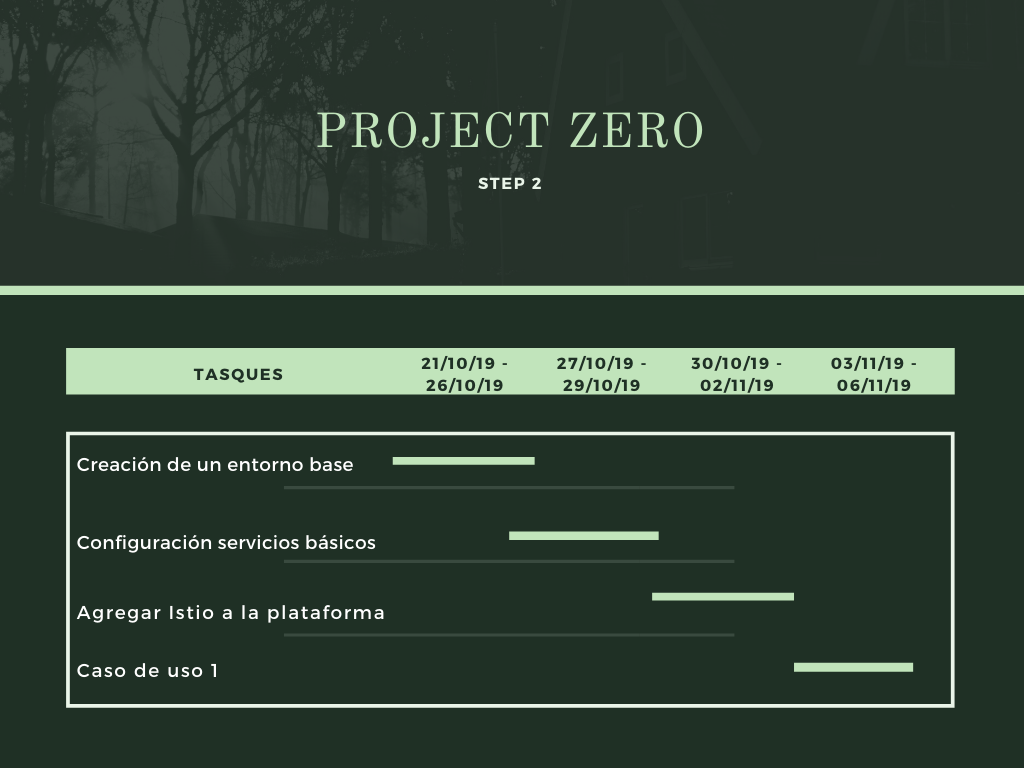 PROJECT ZERO
STEP 2
TASQUES
21/10/19 -
26/10/19
27/10/19 -
29/10/19
30/10/19 -
02/11/19
03/11/19 -
06/11/19
Creación de un entorno base
Configuración servicios básicos
Agregar Istio a la plataforma
Caso de uso 1